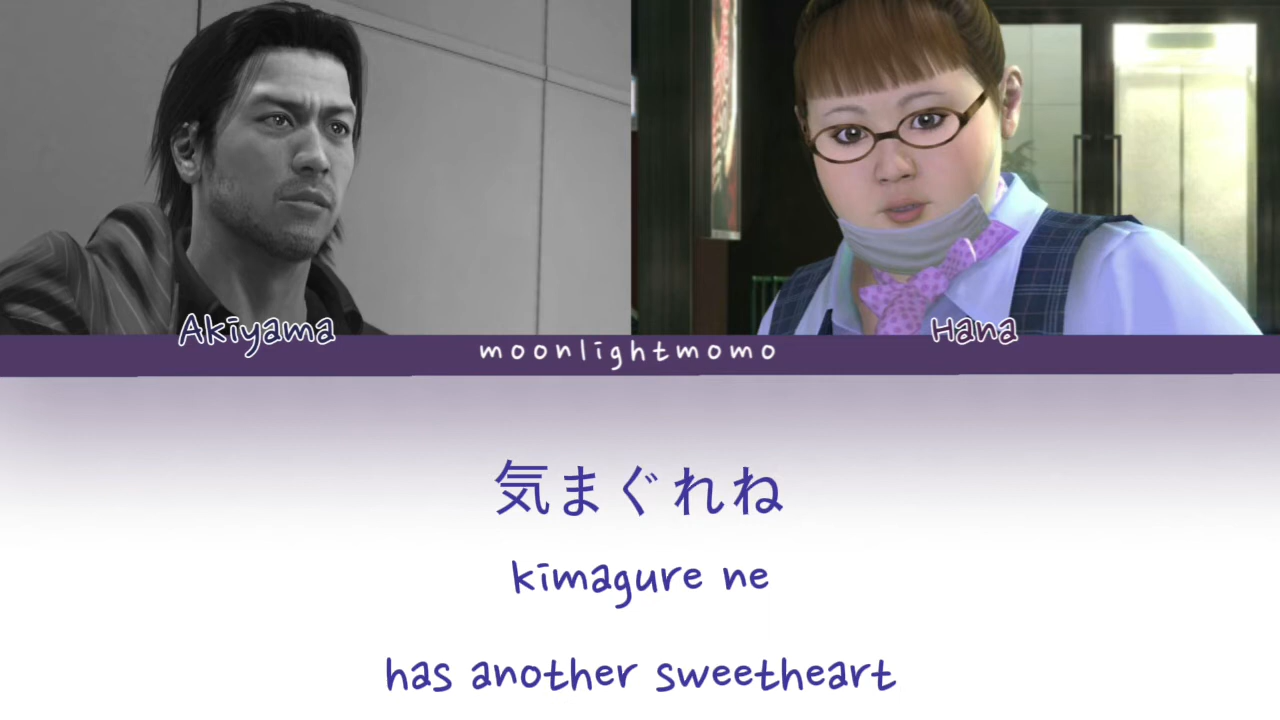 Akiyama
Hana
moonlightmomo
気まぐれね
kimagure ne
has another sweetheart